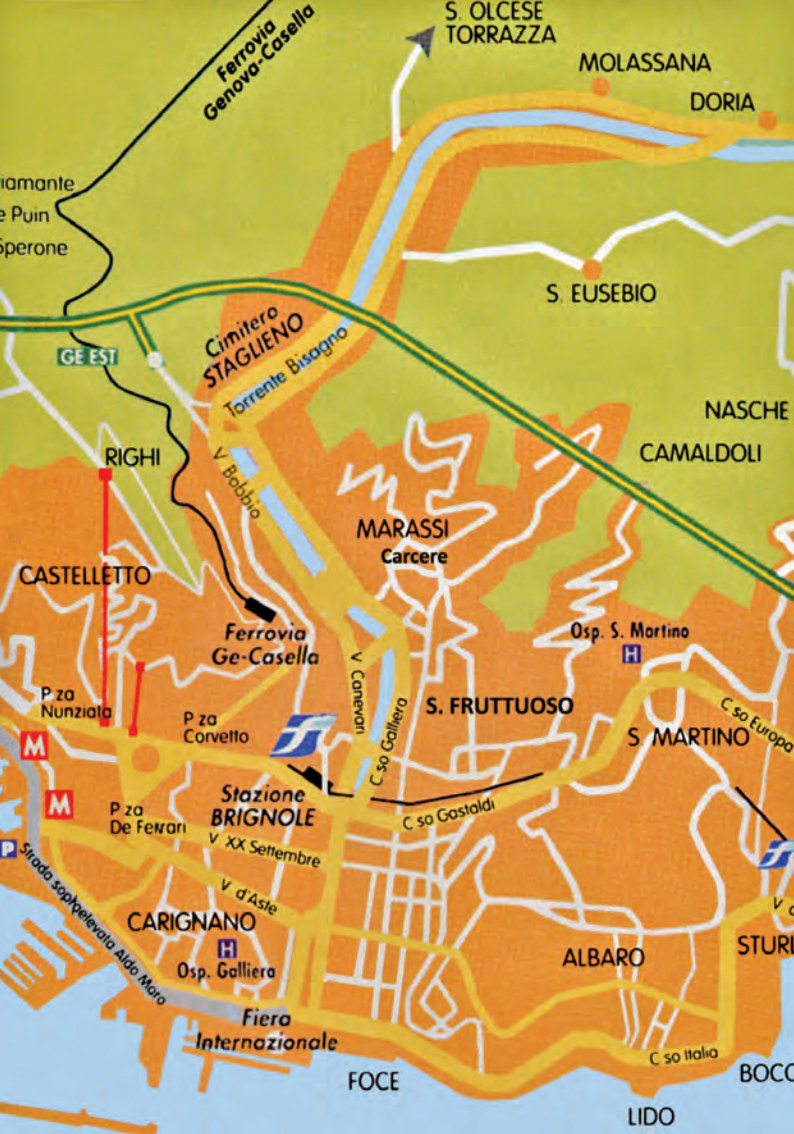 S. OLCESE
TORRAZZA
Ferrovia
Genova-Casella
MOLASSANA
DORIA
iamante
e Puin
Sperone
S. EUSEBIO
GE EST
Cimitero
STAGLIENO
Torrente Bisagno
NASCHE
CAMALDOLI
RIGHI
V Bobbio
MARASSI
Carcere
CASTELLETTO
Ferrovia
Ge-Casella
Osp. S. Martino
H
P za
Nunziata
V Canevari
C so Galliera
S. FRUTTUOSO
C so Europa
P za
Corvetto
S. MARTINO
M
M
Stazione
BRIGNOLE
P za
De Ferrari
C so Gastaldi
V XX Settembre
P
Strada sopraelevata Aldo Moro
V d'Aste
V d
CARIGNANO
H
Osp. Galliera
ALBARO
STURL
Fiera
Internazionale
C so Italia
FOCE
BOCC
LIDO